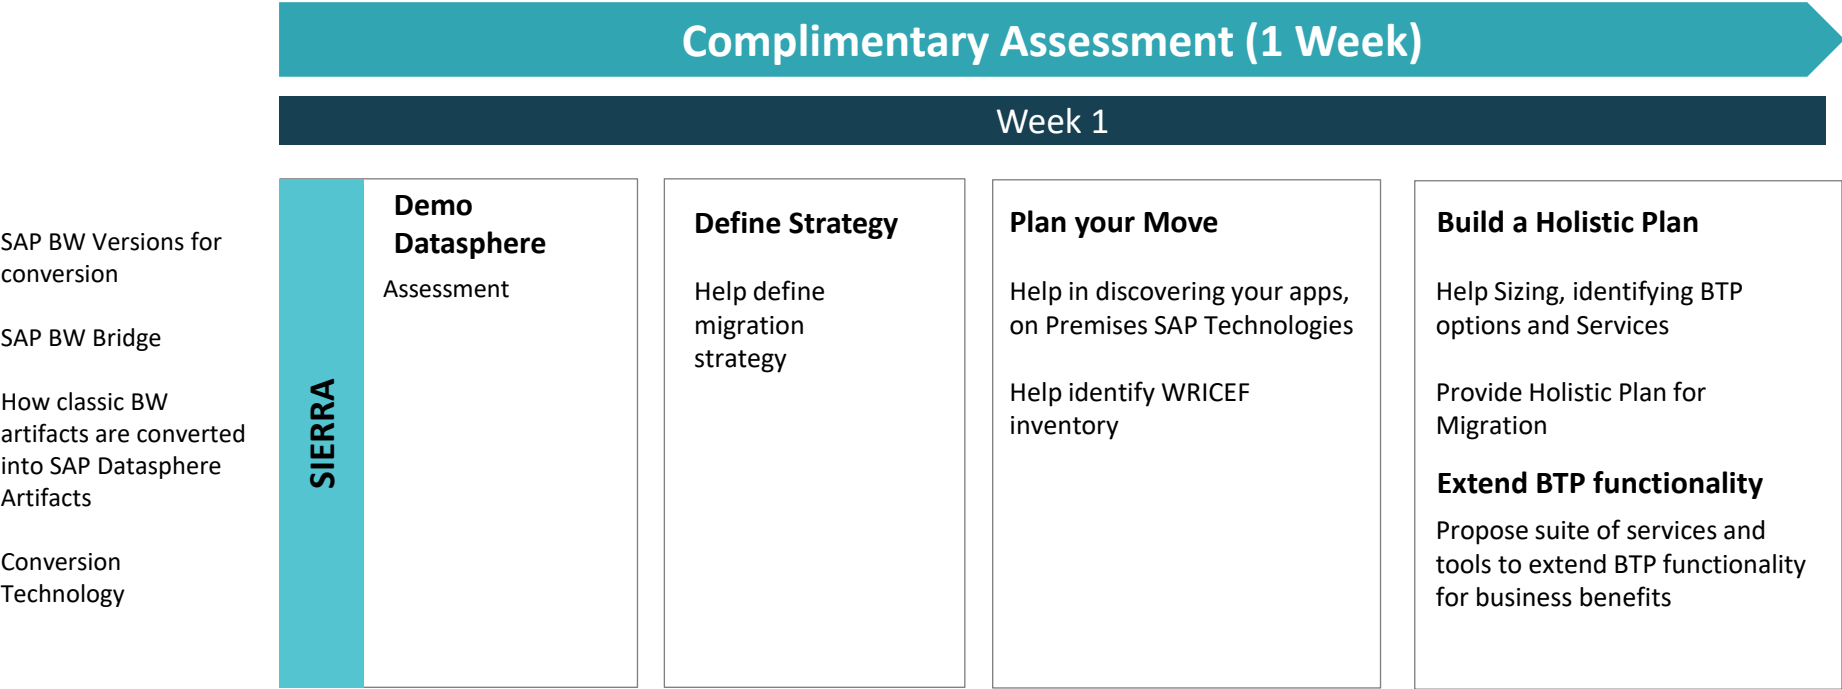 Complimentary Assessment (1 Week)
Week 1
SAP BW Versions for
conversion
SAP BW Bridge
How classic BW
artifacts are converted
into SAP Datasphere
Artifacts
Conversion
Technology
SIERRA
Demo
Datasphere
Assessment
Define Strategy
Help define
migration
strategy
Plan your Move
Help in discovering your apps,
on Premises SAP Technologies
Help identify WRICEF
inventory
Build a Holistic Plan
Help Sizing, identifying BTP
options and Services
Provide Holistic Plan for
Migration
Extend BTP functionality
Propose suite of services and
tools to extend BTP functionality
for business benefits